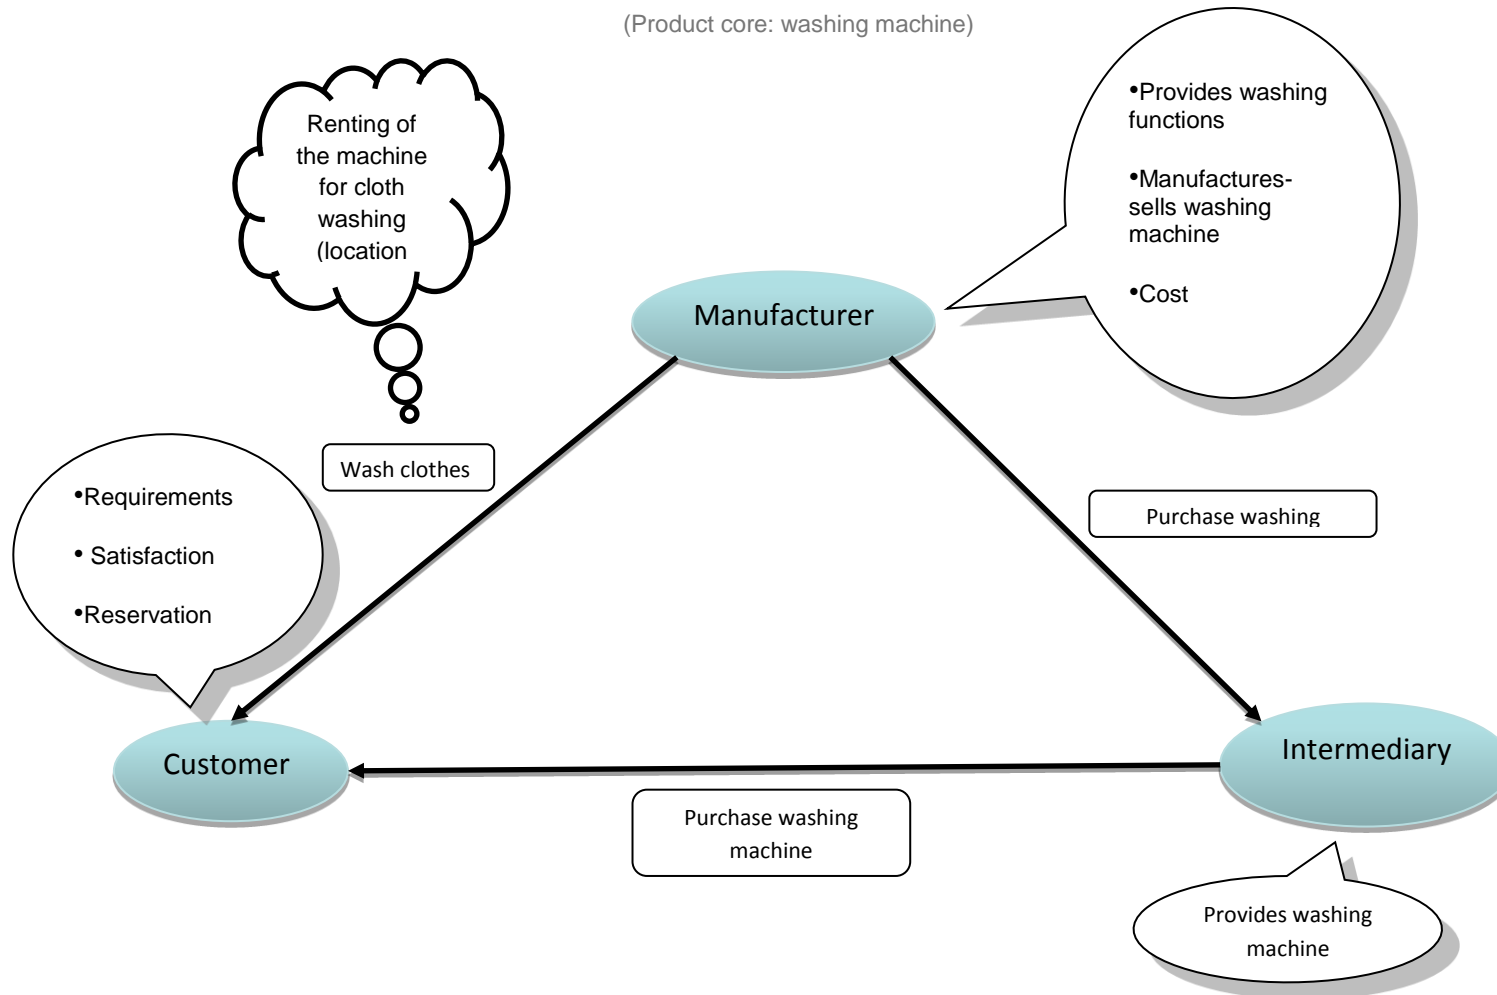 (Product core: washing machine)
Renting of
the machine
for cloth
washing
(location
•Provides washing
functions
•Manufactures-
sells washing
machine
•Cost
Manufacturer
Wash clothes
•Requirements
• Satisfaction
•Reservation
Purchase washing
Customer
Intermediary
Purchase washing
machine
Provides washing
machine